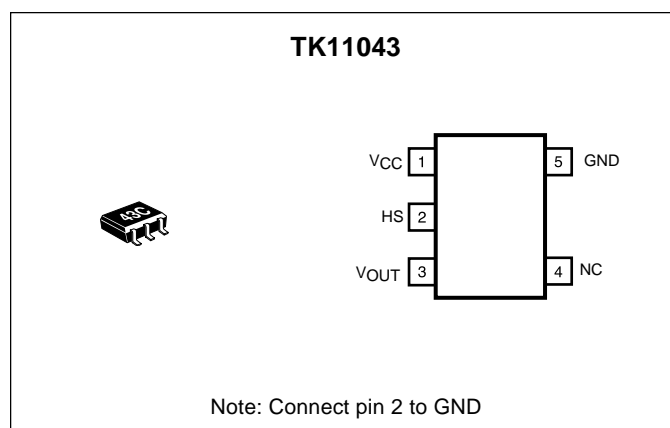 TK11043
43C
VCC 1
5 GND
HS 2
VOUT 3
4 NC
Note: Connect pin 2 to GND